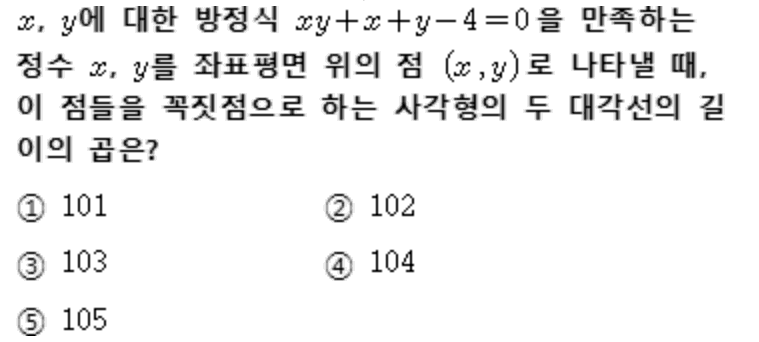 x, y에 대한 방정식 xy+x+y-4=0을 만족하는
정수 x, y를 좌표평면 위의 점 (x,y)로 나타낼 때,
이 점들을 꼭짓점으로 하는 사각형의 두 대각선의 길
이의 곱은?
① 101 ② 102
③ 103 ④ 104
⑤ 105